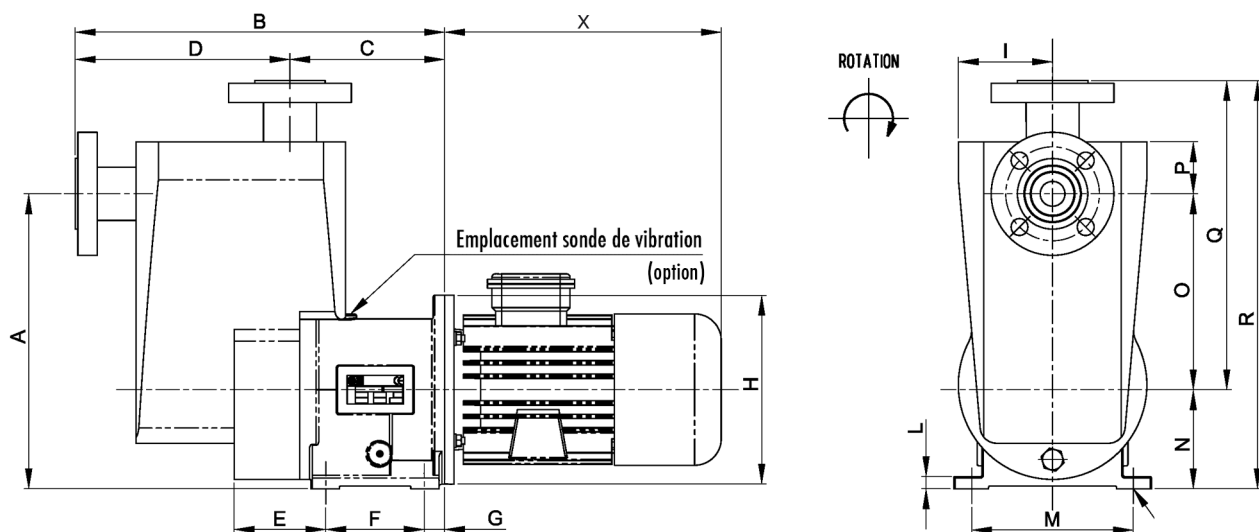 B
X
D
C
I
ROTATION
P
Q
Emplacement sonde de vibration
(option)
O
R
A
H
L
N
E
F
G
M